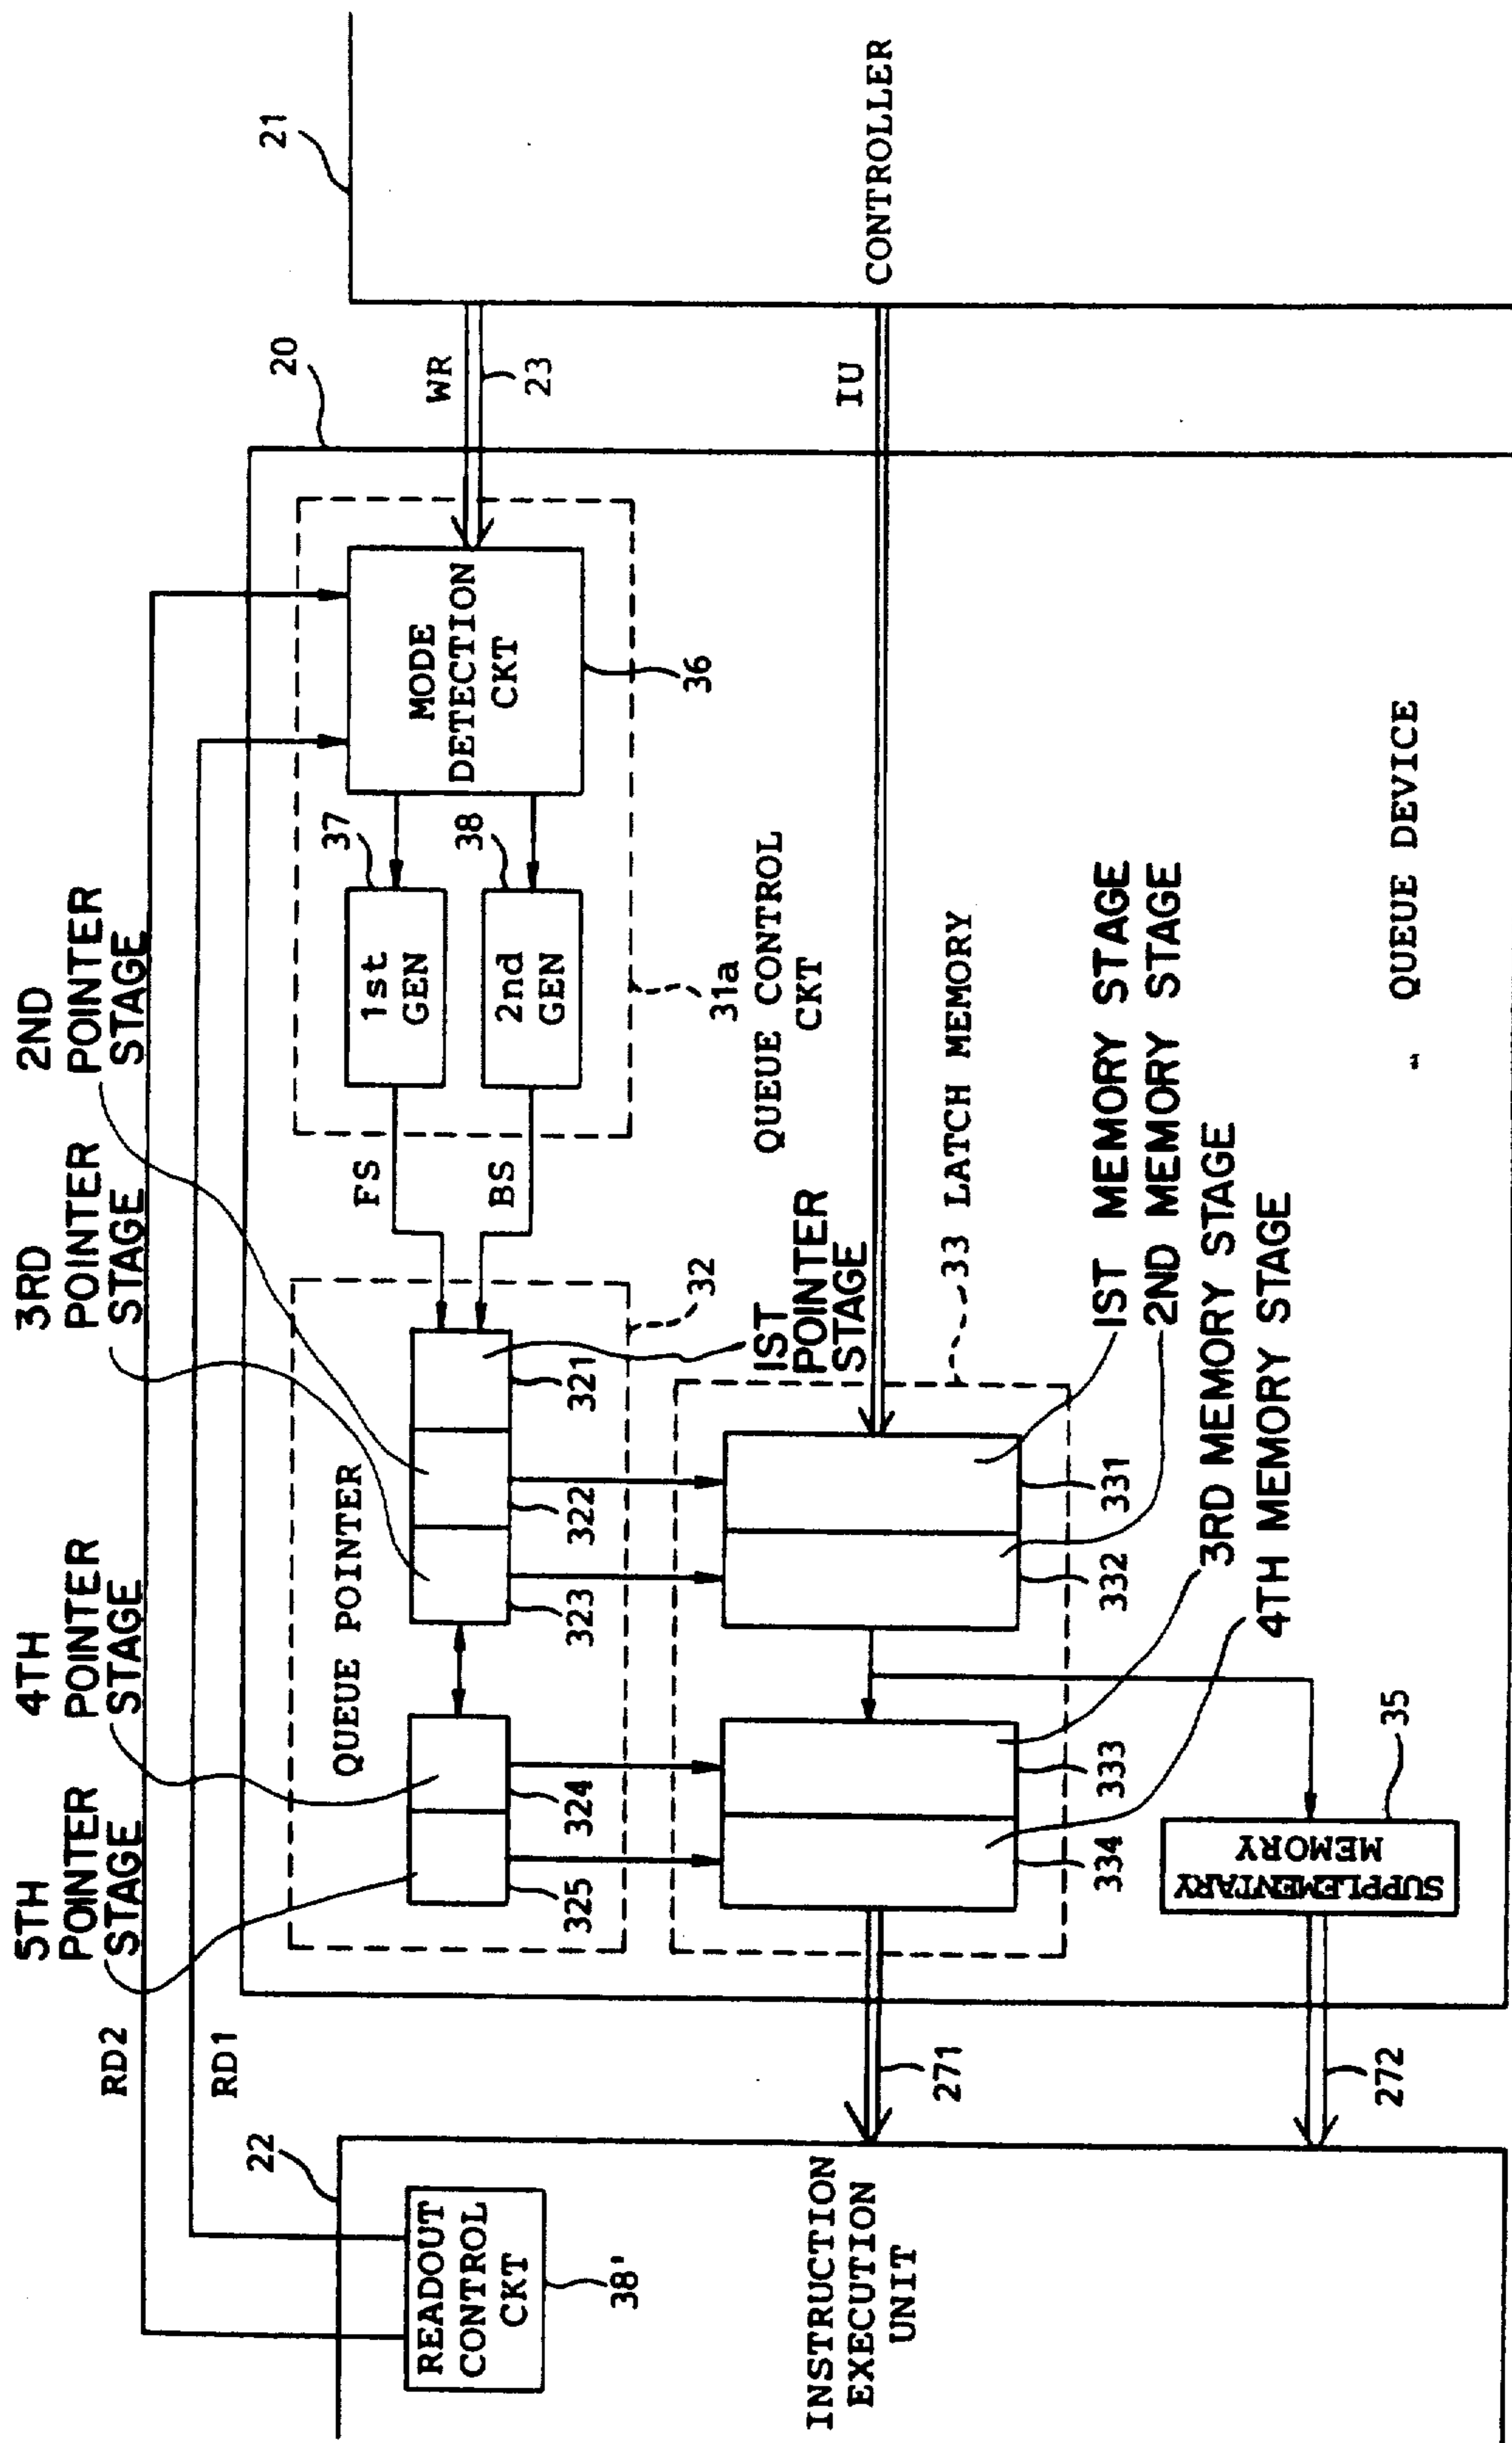 5TH
POINTER
STAGE
4TH
POINTER
STAGE
3RD
POINTER
STAGE
2ND
POINTER
STAGE
RD2
RD1
22
20
21
READOUT
CONTROL
CKT
38'
QUEUE POINTER
325
324
323
322
321
32
1ST
POINTER
STAGE
FS
BS
1st
GEN
37
2nd
GEN
38
MODE
DETECTION
CKT
36
31a
QUEUE CONTROL
CKT
WR
23
IU
CONTROLLER
INSTRUCTION
EXECUTION
UNIT
271
272
334
333
332
331
33 LATCH MEMORY
1ST MEMORY STAGE
2ND MEMORY STAGE
3RD MEMORY STAGE
4TH MEMORY STAGE
SUPPLEMENTARY
MEMORY
35
QUEUE DEVICE